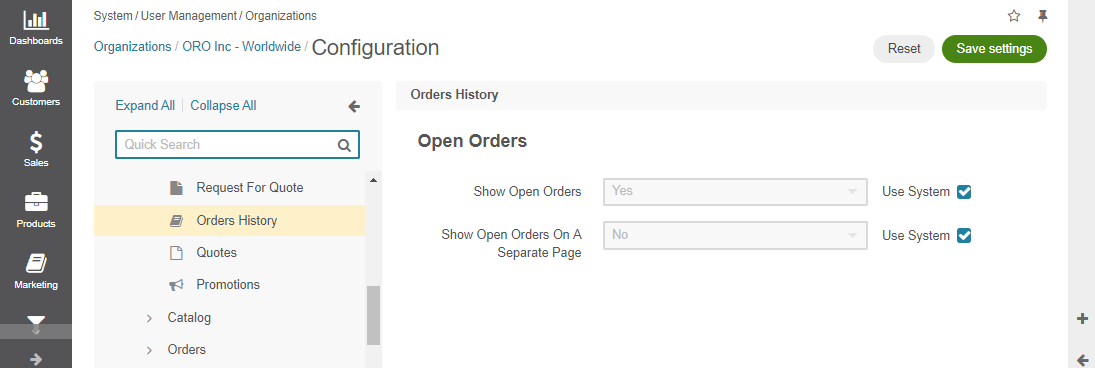 Dashboards
Customers
Sales
Products
Marketing
System / User Management / Organizations
Organizations / ORO Inc - Worldwide / Configuration
Reset
Save settings
Expand All | Collapse All
Quick Search
Request For Quote
Orders History
Quotes
Promotions
Catalog
Orders
Orders History
Open Orders
Show Open Orders
Yes
Use System
Show Open Orders On A
Separate Page
No
Use System